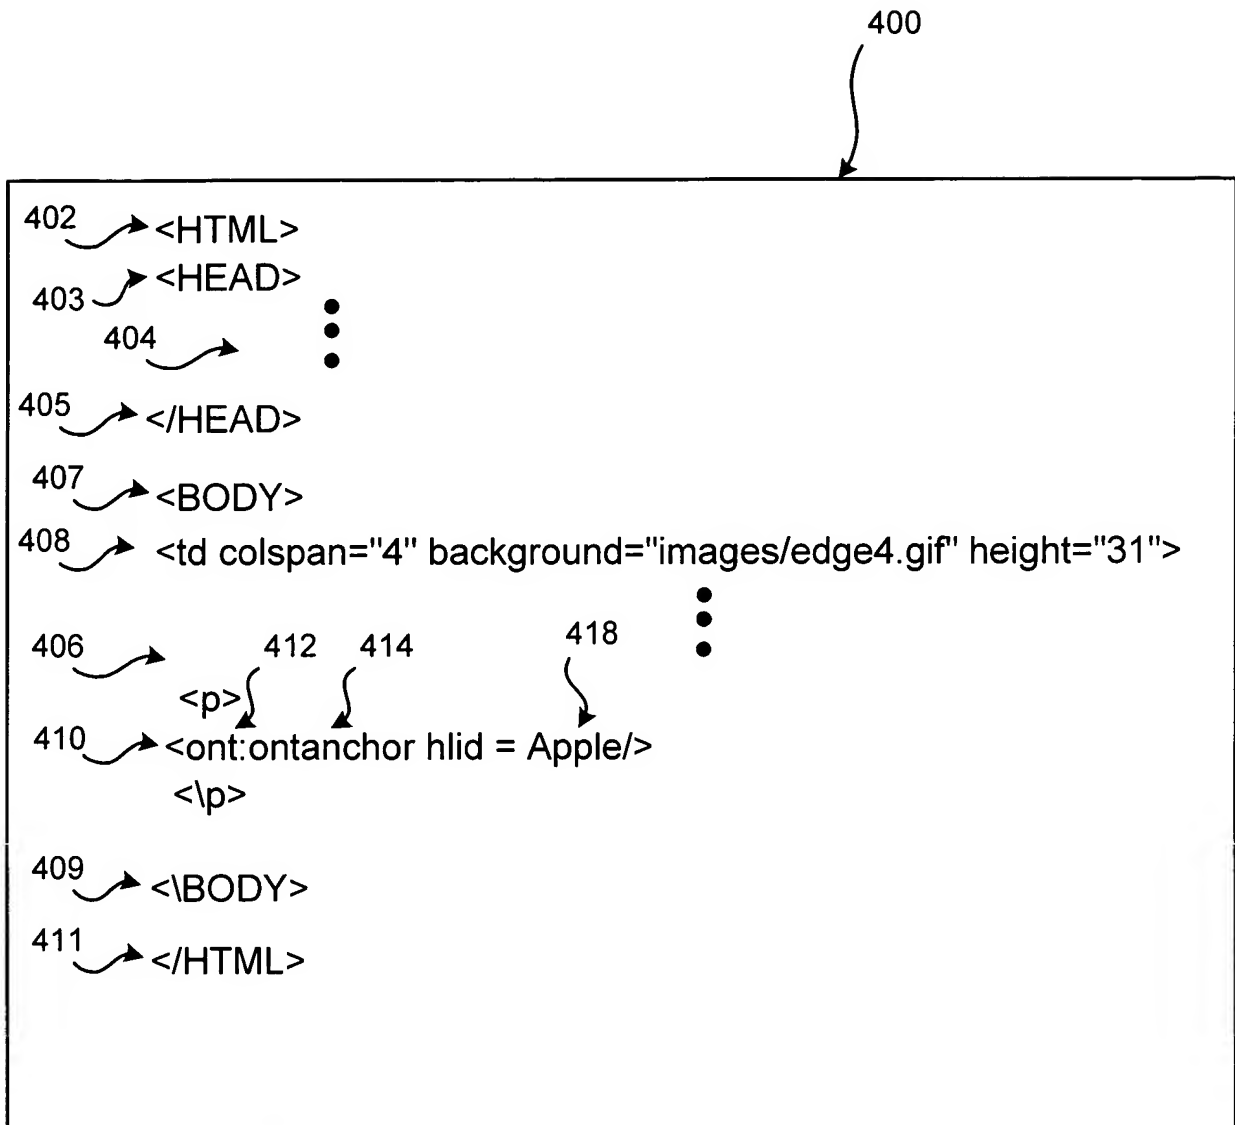 400
402 <HTML>
403 <HEAD>
404
405 </HEAD>
407 <BODY>
408 <td colspan="4" background="images/edge4.gif" height="31">
406 412 414 418
<p>
410 <ont:ontanchor hlid = Apple/>
<\p>
409 <\BODY>
411 </HTML>